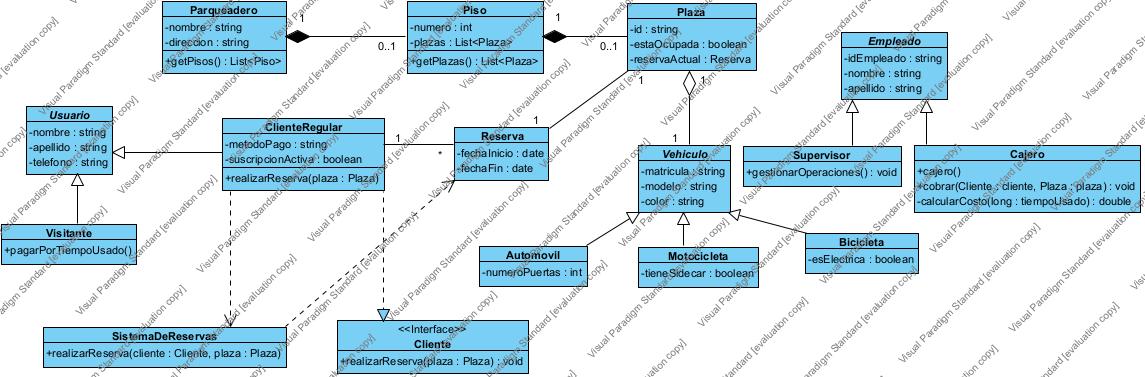 Parqueadero
-nombre : string
-direccion : string
+getPisos() : List<Piso>
1
0..1
Piso
-numero : int
-plazas : List<Plaza>
+getPlazas() : List<Plaza>
1
0..1
Plaza
-id : string
-estaOcupada : boolean
-reservaActual : Reserva
1
1
Empleado
-idEmpleado : string
-nombre : string
-apellido : string
Usuario
-nombre : string
-apellido : string
-telefono : string
ClienteRegular
-metodoPago : string
-suscripcionActiva : boolean
+realizarReserva(plaza : Plaza)
1
*
1
Reserva
-fechaInicio : date
-fechaFin : date
1
Vehiculo
-matricula : string
-modelo : string
-color : string
Supervisor
+gestionarOperaciones() : void
Cajero
+cajero()
+cobrar(Cliente : cliente, Plaza : plaza) : void
-calcularCosto(long : tiempoUsado) : double
Visitante
+pagarPorTiempoUsado()
Automovil
-numeroPuertas : int
Motocicleta
-tieneSidecar : boolean
Bicicleta
-esElectrica : boolean
SistemaDeReservas
+realizarReserva(cliente : Cliente, plaza : Plaza)
<<Interface>>
Cliente
+realizarReserva(plaza : Plaza) : void
Visual Paradigm Standard [evaluation copy]